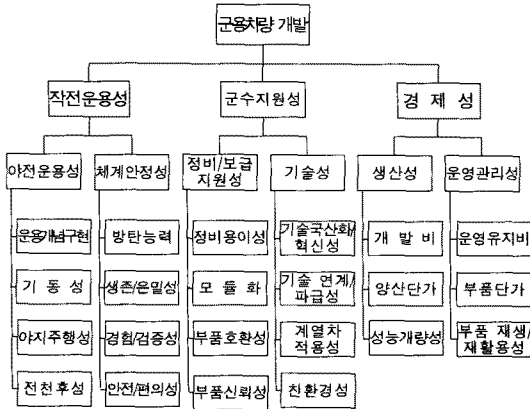 군용차량 개발
작전운용성
군수지원성
경 제 성
야전운용성
체계안정성
정비/보급
지원성
기술성
생산성
운영관리성
운용개념구현
방탄능력
정비용이성
기술국산화/
혁신성
개 발 비
운영유지비
기 동 성
생존/은밀성
모 듈 화
기술 연계/
파급성
양산단가
부품단가
야지주행성
경험/검증성
부품호환성
계열차
적용성
성능개량성
부품 재생/
재활용성
전천후성
안전/편의성
부품신뢰성
친환경성